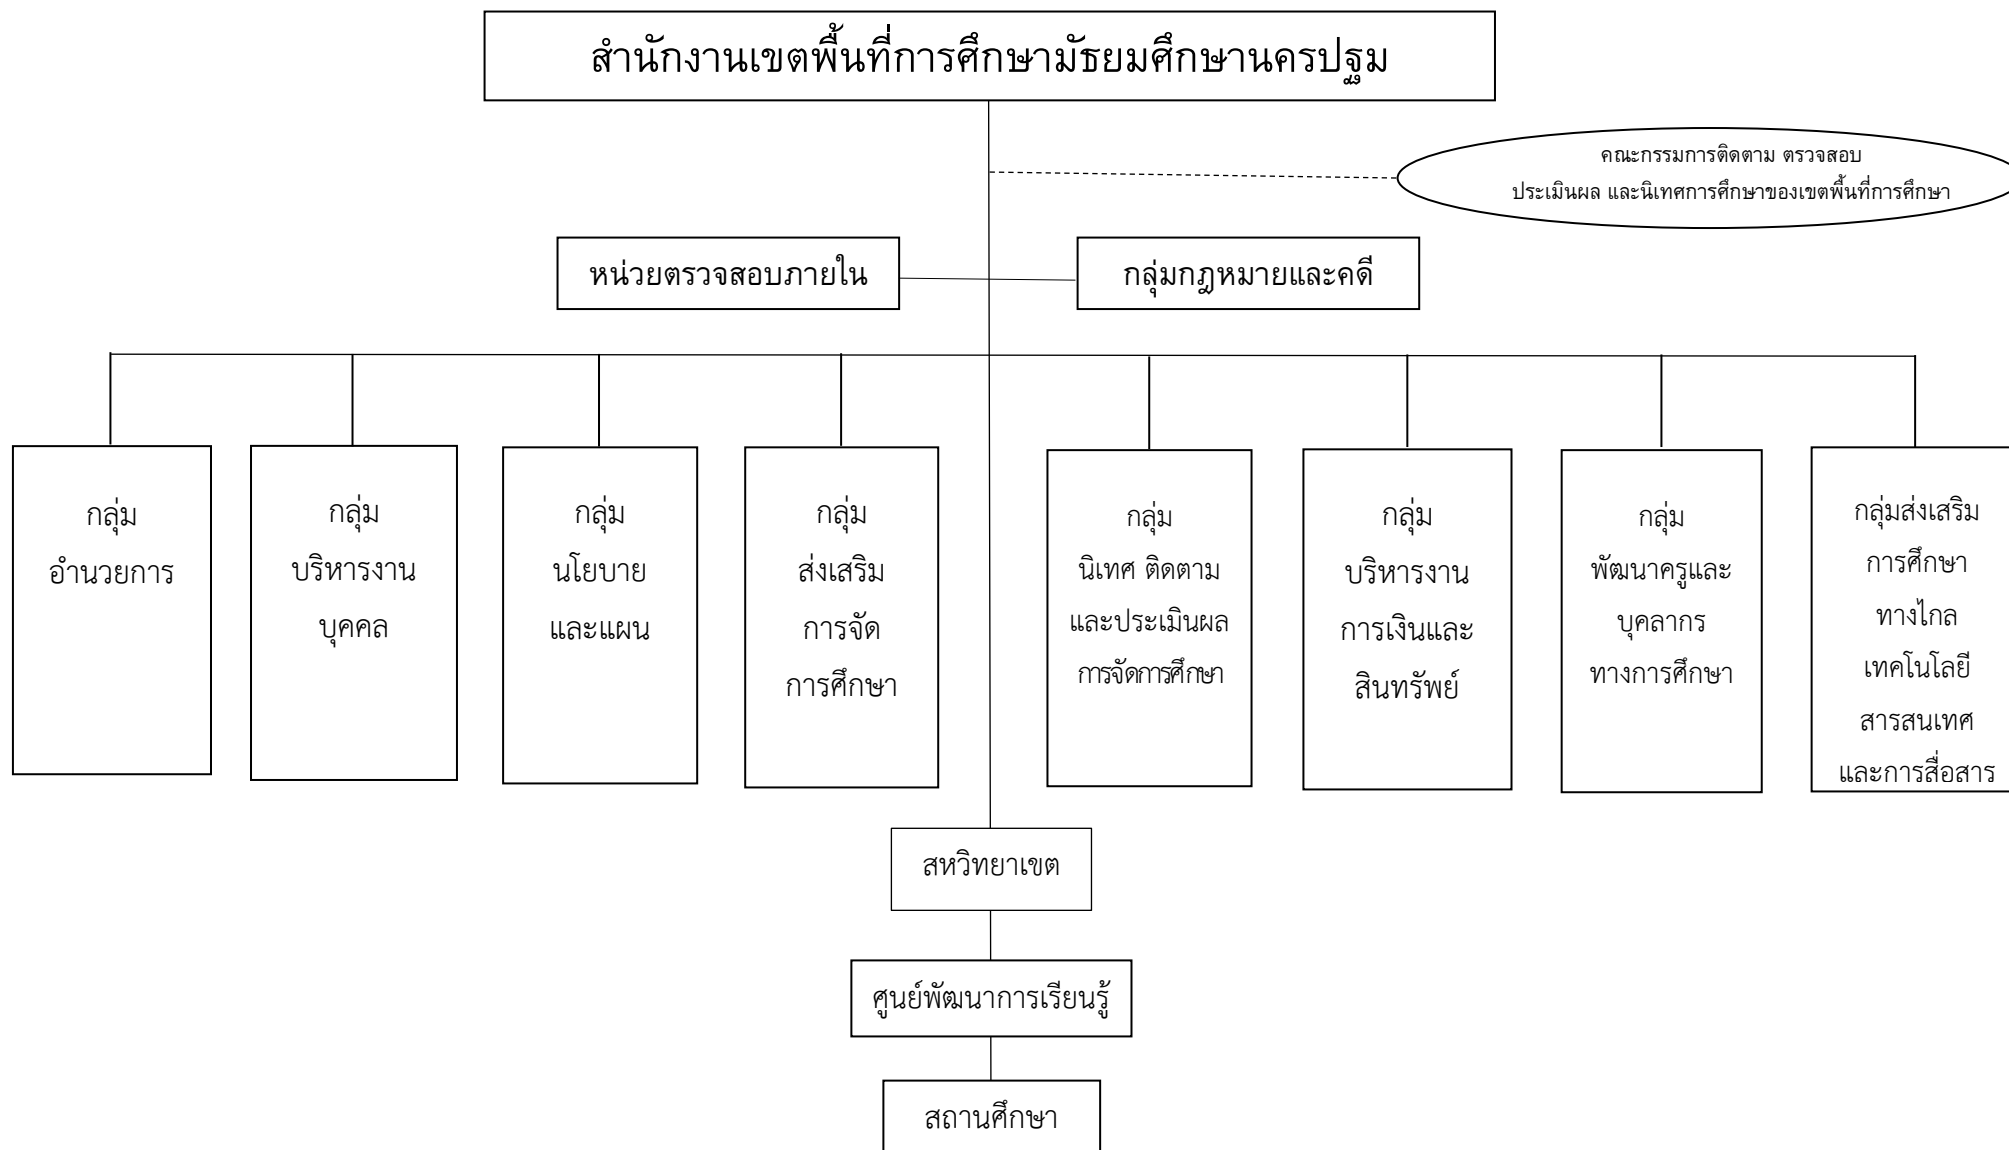 สำนักงานเขตพื้นที่การศึกษามัธยมศึกษานครปฐม
คณะกรรมการติดตาม ตรวจสอบ
ประเมินผล และนิเทศการศึกษาของเขตพื้นที่การศึกษา
หน่วยตรวจสอบภายใน
กลุ่มกฎหมายและคดี
กลุ่ม
อำนวยการ
กลุ่ม
บริหารงาน
บุคคล
กลุ่ม
นโยบาย
และแผน
กลุ่ม
ส่งเสริม
การจัด
การศึกษา
กลุ่ม
นิเทศ ติดตาม
และประเมินผล
การจัดการศึกษา
กลุ่ม
บริหารงาน
การเงินและ
สินทรัพย์
กลุ่ม
พัฒนาครูและ
บุคลากร
ทางการศึกษา
กลุ่มส่งเสริม
การศึกษา
ทางไกล
เทคโนโลยี
สารสนเทศ
และการสื่อสาร
สหวิทยาเขต
ศูนย์พัฒนาการเรียนรู้
สถานศึกษา